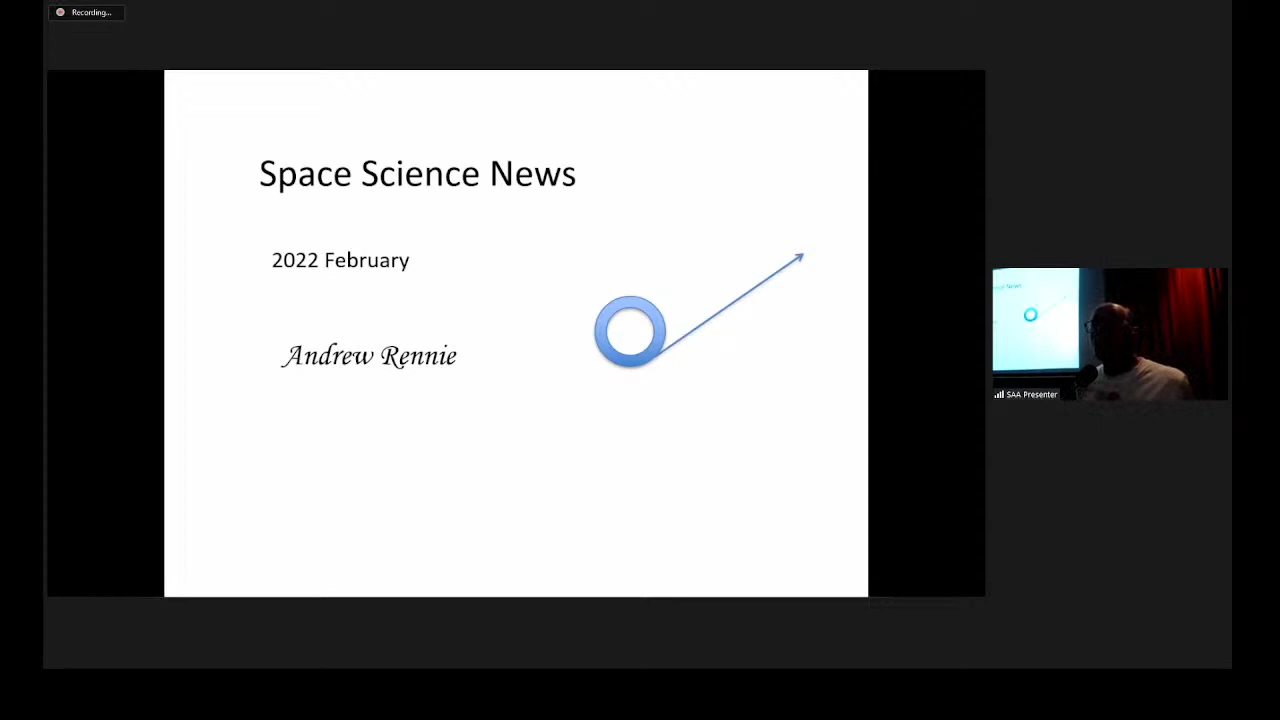 Recording...
Space Science News
2022 February
Andrew Rennie
SAA Presenter